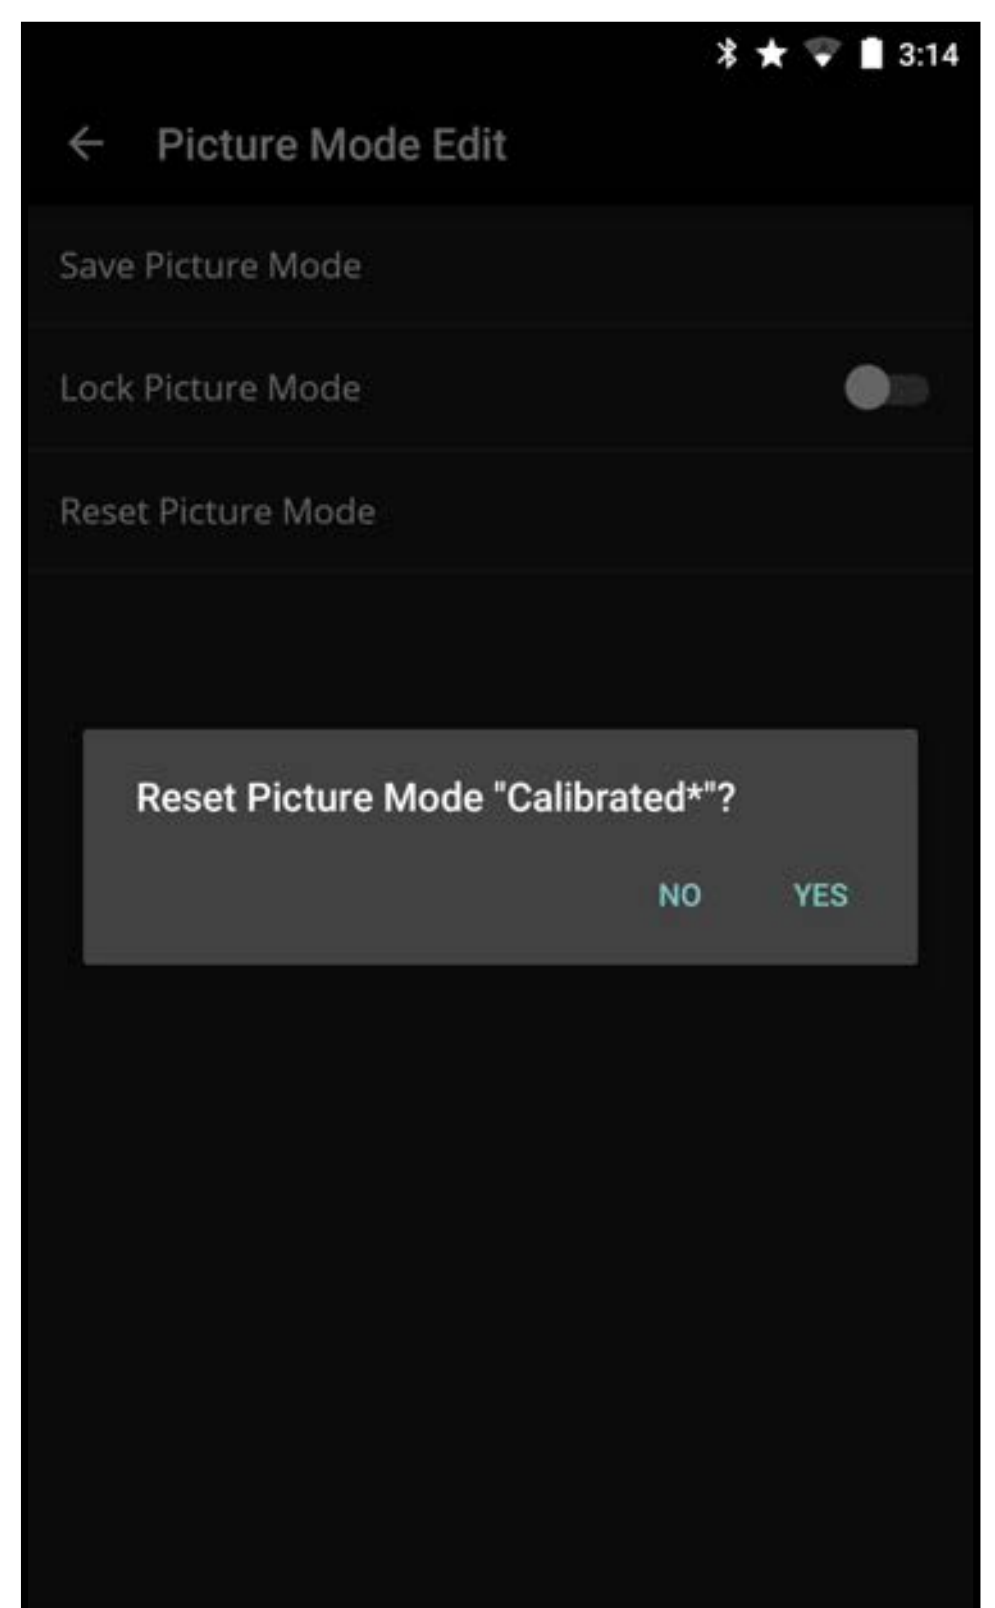 3:14
Picture Mode Edit
Save Picture Mode
Lock Picture Mode
Reset Picture Mode
Reset Picture Mode "Calibrated*"?
NO YES